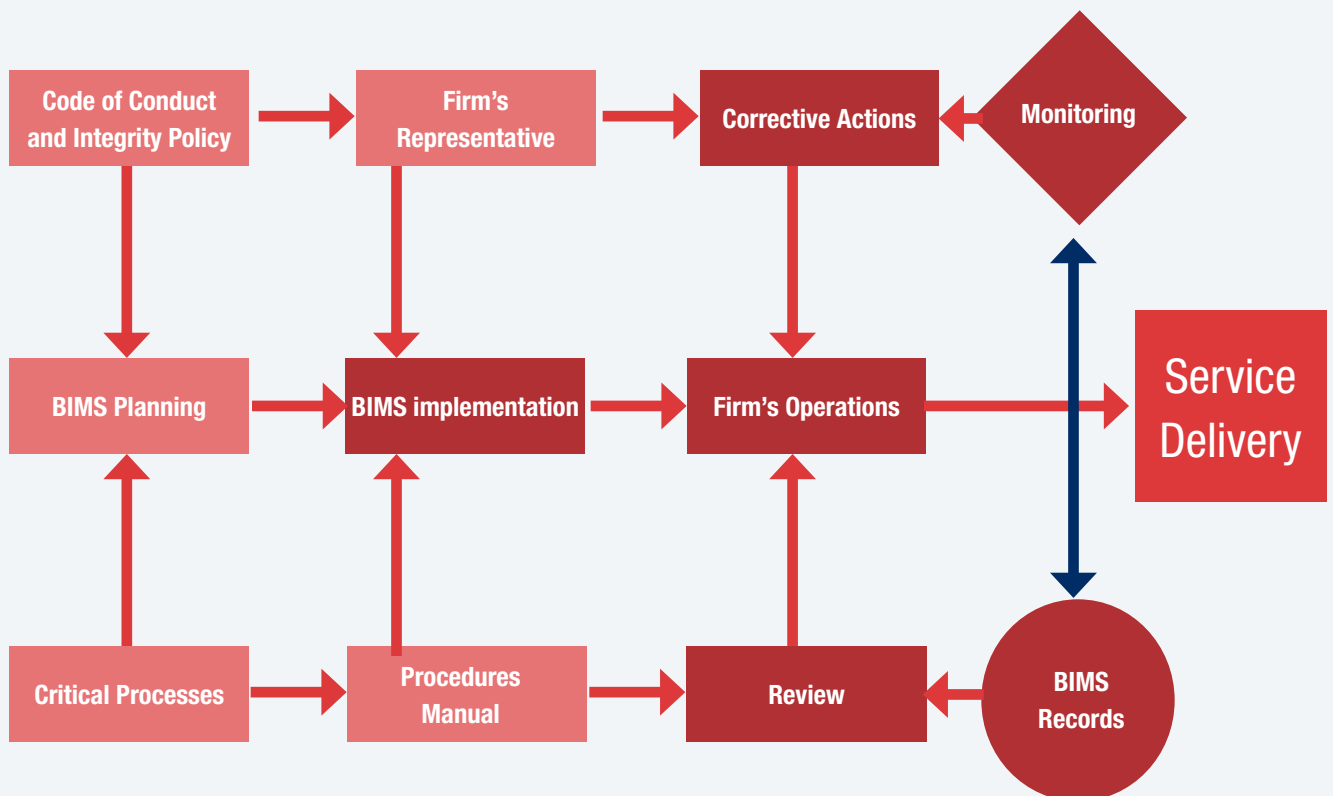 Code of Conduct
and Integrity Policy
Firm’s
Representative
Corrective Actions
Monitoring
BIMS Planning
BIMS implementation
Firm’s Operations
Service
Delivery
Critical Processes
Procedures
Manual
Review
BIMS
Records